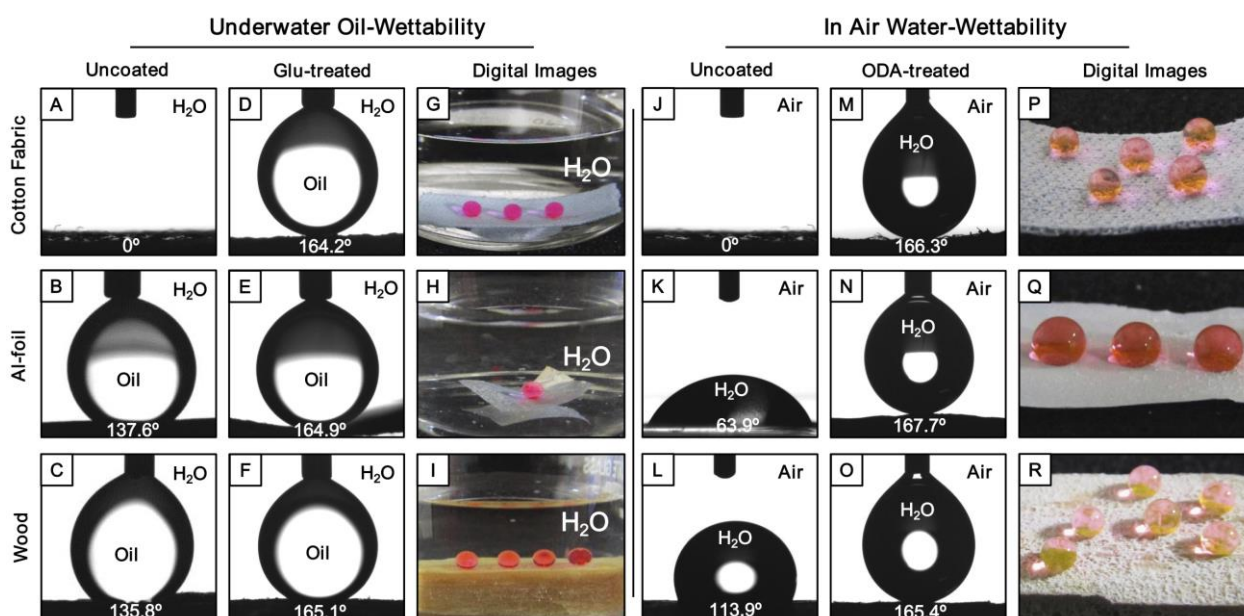 Underwater Oil-Wettability
In Air Water-Wettability
Uncoated
Glu-treated
Digital Images
Uncoated
ODA-treated
Digital Images
Cotton Fabric
A
H₂O
0º
D
H₂O
Oil
164.2º
G
H₂O
J
Air
0º
M
Air
H₂O
166.3º
P
Al-foil
B
H₂O
Oil
137.6º
E
H₂O
Oil
164.9º
H
H₂O
K
Air
H₂O
63.9º
N
Air
H₂O
167.7º
Q
Wood
C
H₂O
Oil
135.8º
F
H₂O
Oil
165.1º
I
H₂O
L
Air
H₂O
113.9º
O
Air
H₂O
165.4º
R